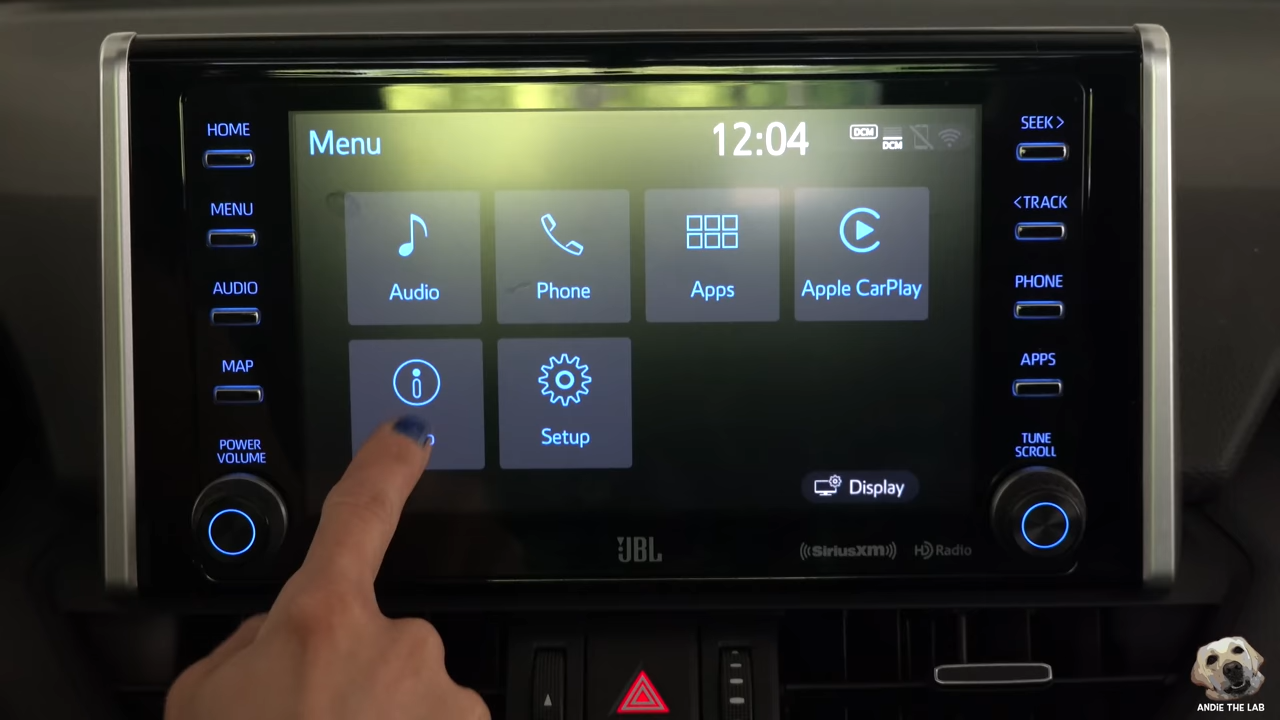 HOME
MENU
AUDIO
MAP
POWER
VOLUME
Menu
12:04
DCM
DCM
Audio
Phone
Apps
Apple CarPlay
Setup
Display
JBL
SiriusXM
HD Radio
SEEK>
<TRACK
PHONE
APPS
TUNE
SCROLL
ANDIE THE LAB